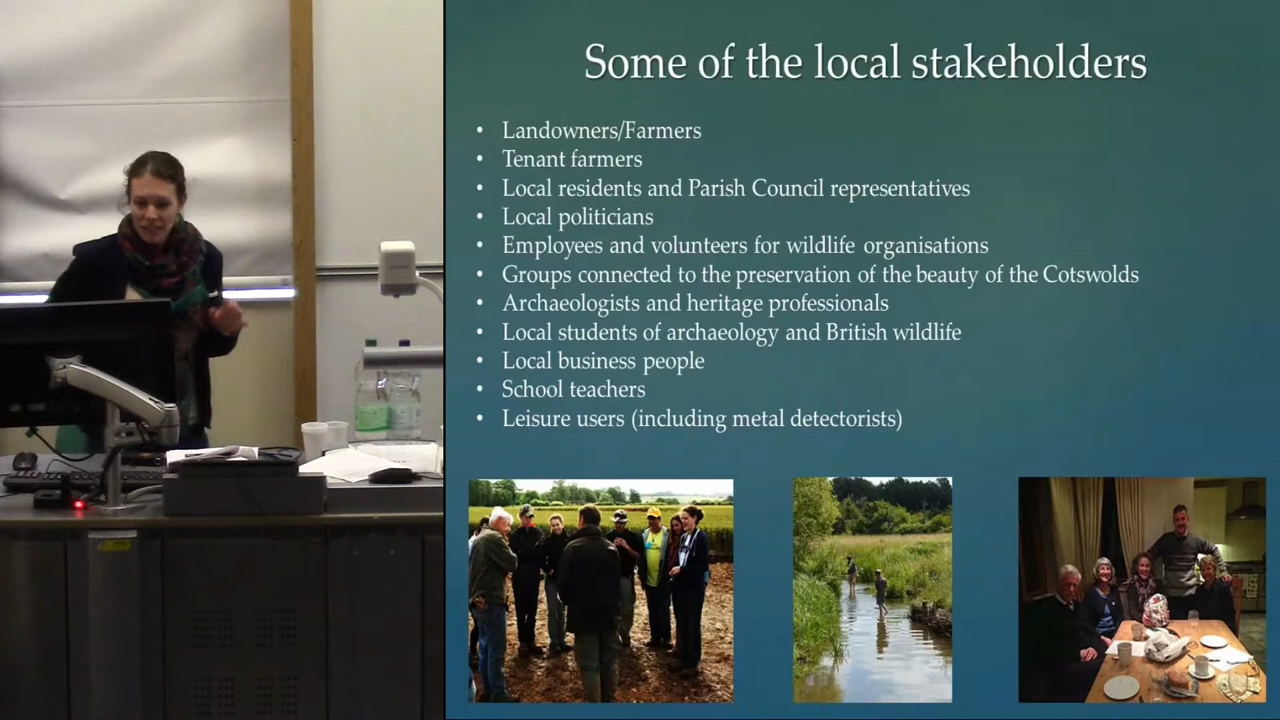 Some of the local stakeholders
• Landowners/Farmers
• Tenant farmers
• Local residents and Parish Council representatives
• Local politicians
• Employees and volunteers for wildlife organisations
• Groups connected to the preservation of the beauty of the Cotswolds
• Archaeologists and heritage professionals
• Local students of archaeology and British wildlife
• Local business people
• School teachers
• Leisure users (including metal detectorists)